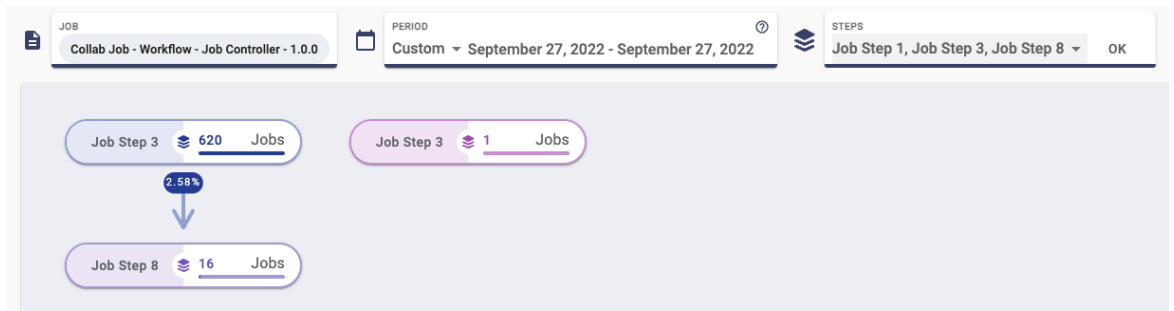 JOB
Collab Job - Workflow - Job Controller - 1.0.0
PERIOD
Custom September 27, 2022 - September 27, 2022
STEPS
Job Step 1, Job Step 3, Job Step 8 OK
Job Step 3 620 Jobs
Job Step 3 1 Jobs
2.58%
Job Step 8 16 Jobs